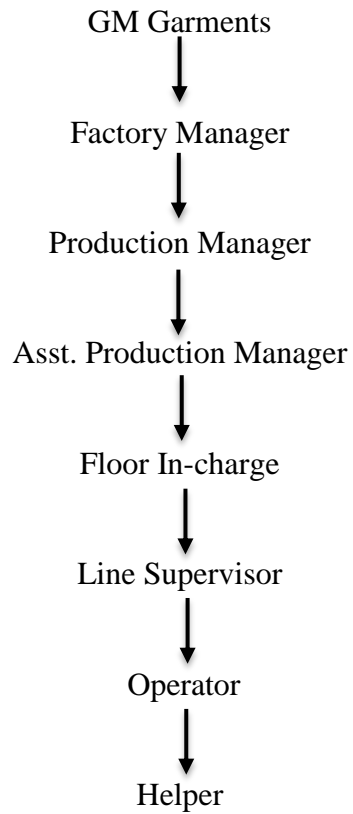 GM Garments
Factory Manager
Production Manager
Asst. Production Manager
Floor In-charge
Line Supervisor
Operator
Helper